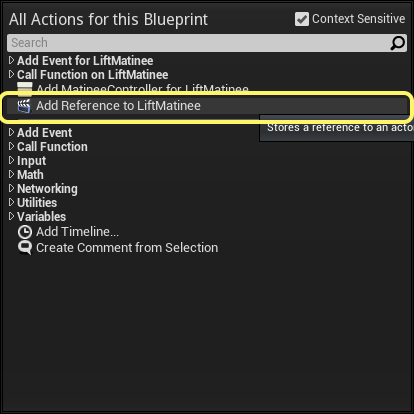 All Actions for this Blueprint
Context Sensitive
Search
Add Event for LiftMatinee
Call Function on LiftMatinee
Add MatineeController for LiftMatinee
Add Reference to LiftMatinee
Stores a reference to an acto
Add Event
Call Function
Input
Math
Networking
Utilities
Variables
Add Timeline...
Create Comment from Selection